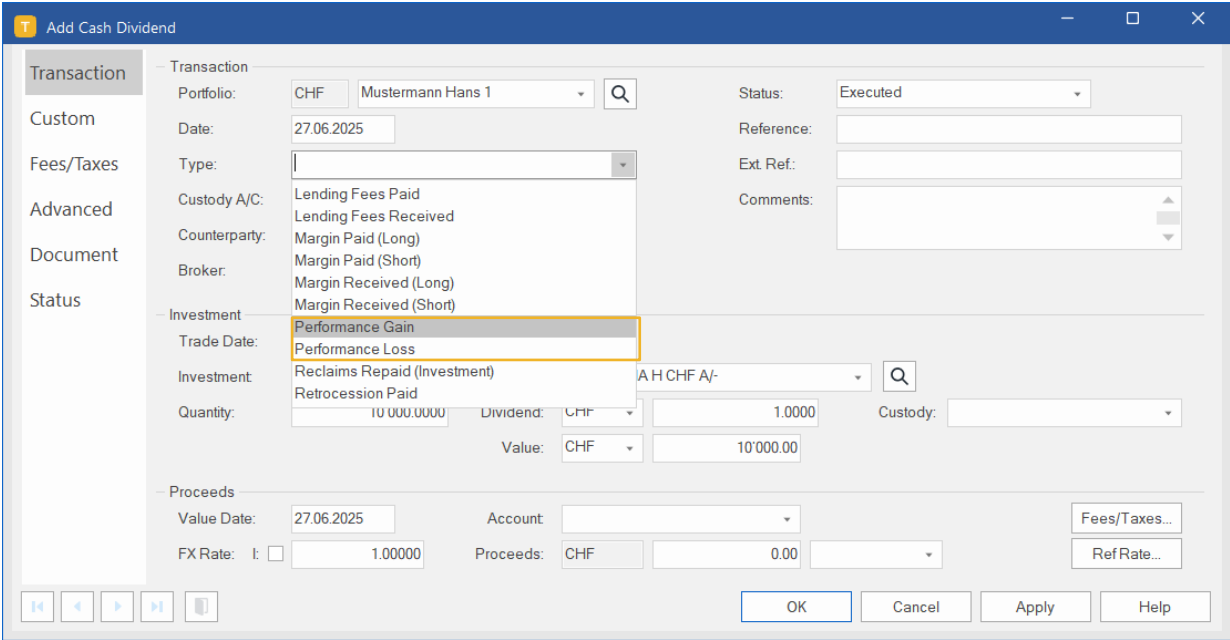 T Add Cash Dividend
Transaction
Custom
Fees/Taxes
Advanced
Document
Status
Transaction
Portfolio: CHF Mustermann Hans 1
Date: 27.06.2025
Type:
Custody A/C:
Counterparty:
Broker:
Status: Executed
Reference:
Ext. Ref.:
Comments:
Lending Fees Paid
Lending Fees Received
Margin Paid (Long)
Margin Paid (Short)
Margin Received (Long)
Margin Received (Short)
Performance Gain
Performance Loss
Reclaims Repaid (Investment)
Retrocession Paid
Investment
Trade Date:
Investment: A H CHF A/-
Quantity: 10'000.0000 Dividend: CHF 1.0000 Custody:
Value: CHF 10'000.00
Proceeds
Value Date: 27.06.2025 Account: Fees/Taxes...
FX Rate: I: 1.00000 Proceeds: CHF 0.00 Ref Rate...
OK Cancel Apply Help